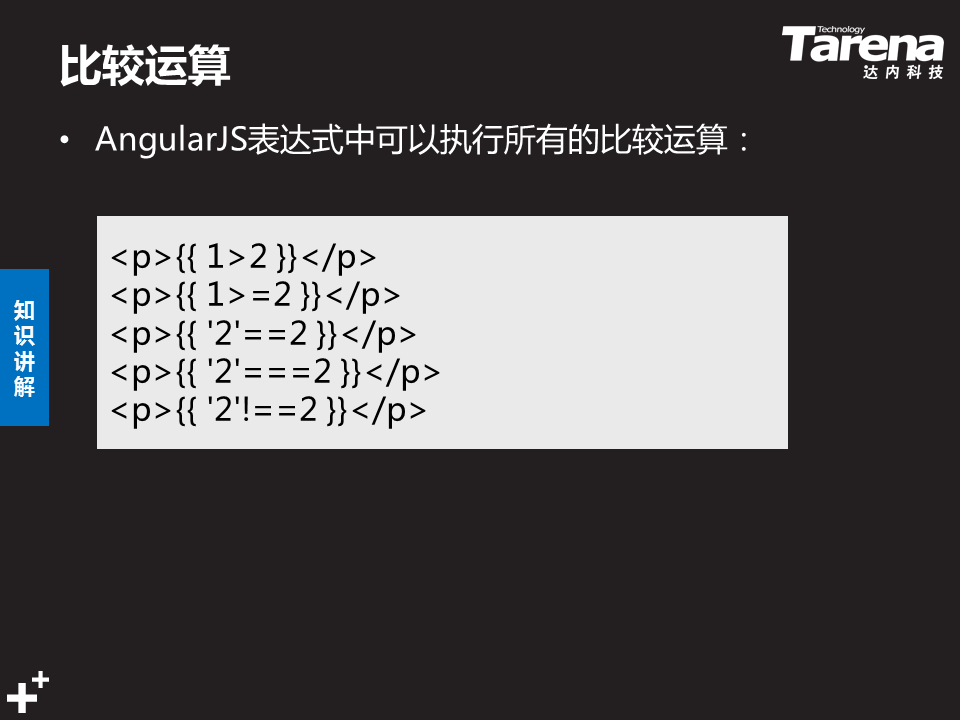 比较运算
Technology
Tarena
达内科技
• AngularJS表达式中可以执行所有的比较运算：
<p>{{ 1>2 }}</p>
<p>{{ 1>=2 }}</p>
<p>{{ '2'==2 }}</p>
<p>{{ '2'===2 }}</p>
<p>{{ '2'!==2 }}</p>
知识讲解